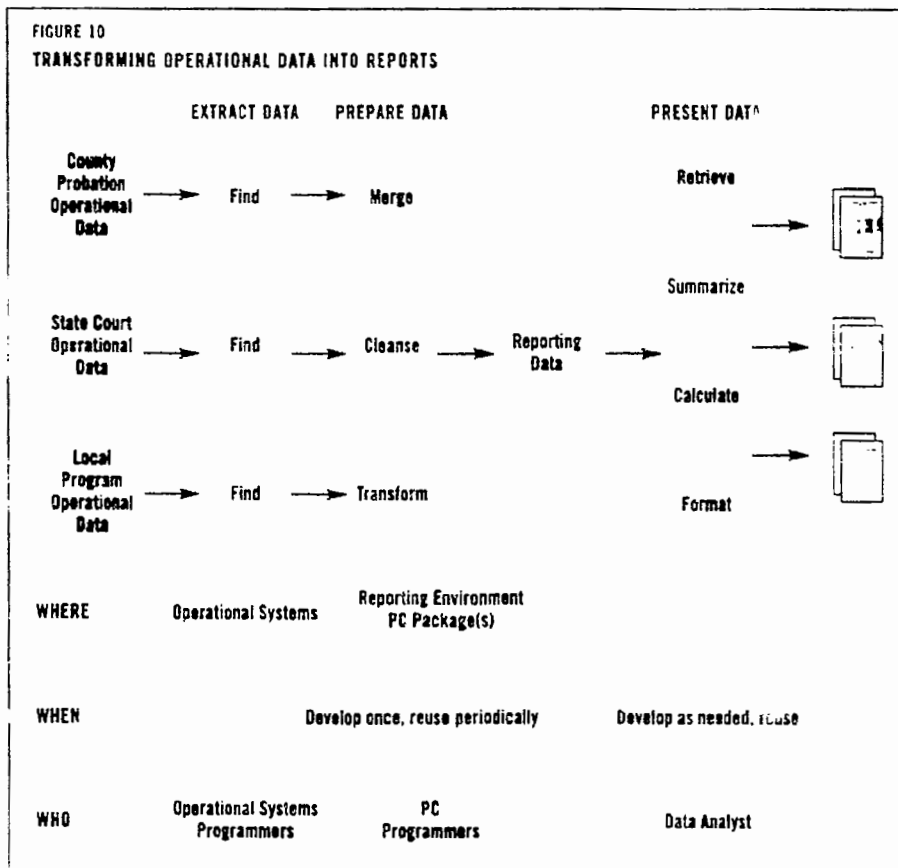 FIGURE 10
TRANSFORMING OPERATIONAL DATA INTO REPORTS
EXTRACT DATA PREPARE DATA PRESENT DATA
County
Probation
Operational
Data
Find
Merge
Retrieve
Summarize
State Court
Operational
Data
Find
Cleanse
Reporting
Data
Calculate
Local
Program
Operational
Data
Find
Transform
Format
WHERE
Operational Systems
Reporting Environment
PC Package(s)
WHEN
Develop once, reuse periodically
Develop as needed, reuse
WHO
Operational Systems
Programmers
PC
Programmers
Data Analyst